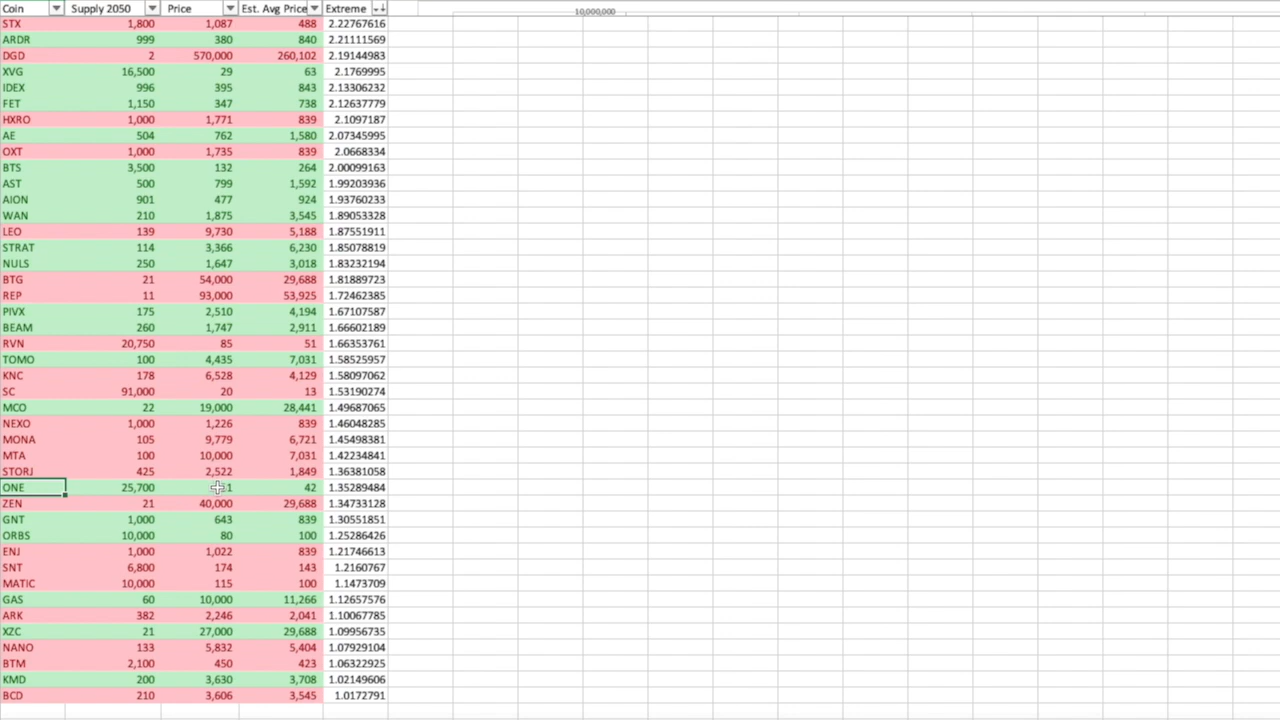 Coin Supply 2050 Price Est. Avg Price Extreme 10,000,000
STX 1,800 1,087 488 2.22767616
ARDR 999 380 840 2.21111569
DGD 2 570,000 260,102 2.19144983
XVG 16,500 29 63 2.1769995
IDEX 996 395 843 2.13306232
FET 1,150 347 738 2.12637779
HXRO 1,000 1,771 839 2.1097187
AE 504 762 1,580 2.07345995
OXT 1,000 1,735 839 2.0668334
BTS 3,500 132 264 2.00099163
AST 500 799 1,592 1.99203936
AION 901 477 924 1.93760233
WAN 210 1,875 3,545 1.89053328
LEO 139 9,730 5,188 1.87551911
STRAT 114 3,366 6,230 1.85078819
NULS 250 1,647 3,018 1.83232194
BTG 21 54,000 29,688 1.81889723
REP 11 93,000 53,925 1.72462385
PIVX 175 2,510 4,194 1.67107587
BEAM 260 1,747 2,911 1.66602189
RVN 20,750 85 51 1.66353761
TOMO 100 4,435 7,031 1.58525957
KNC 178 6,528 4,129 1.58097062
SC 91,000 20 13 1.53190274
MCO 22 19,000 28,441 1.49687065
NEXO 1,000 1,226 839 1.46048285
MONA 105 9,779 6,721 1.45498381
MTA 100 10,000 7,031 1.42234841
STORJ 425 2,522 1,849 1.36381058
ONE 25,700 42 1.35289484
ZEN 21 40,000 29,688 1.34733128
GNT 1,000 643 839 1.30551851
ORBS 10,000 80 100 1.25286426
ENJ 1,000 1,022 839 1.21746613
SNT 6,800 174 143 1.2160767
MATIC 10,000 115 100 1.1473709
GAS 60 10,000 11,266 1.12657576
ARK 382 2,246 2,041 1.10067785
XZC 21 27,000 29,688 1.09956735
NANO 133 5,832 5,404 1.07929104
BTM 2,100 450 423 1.06322925
KMD 200 3,630 3,708 1.02149606
BCD 210 3,606 3,545 1.0172791